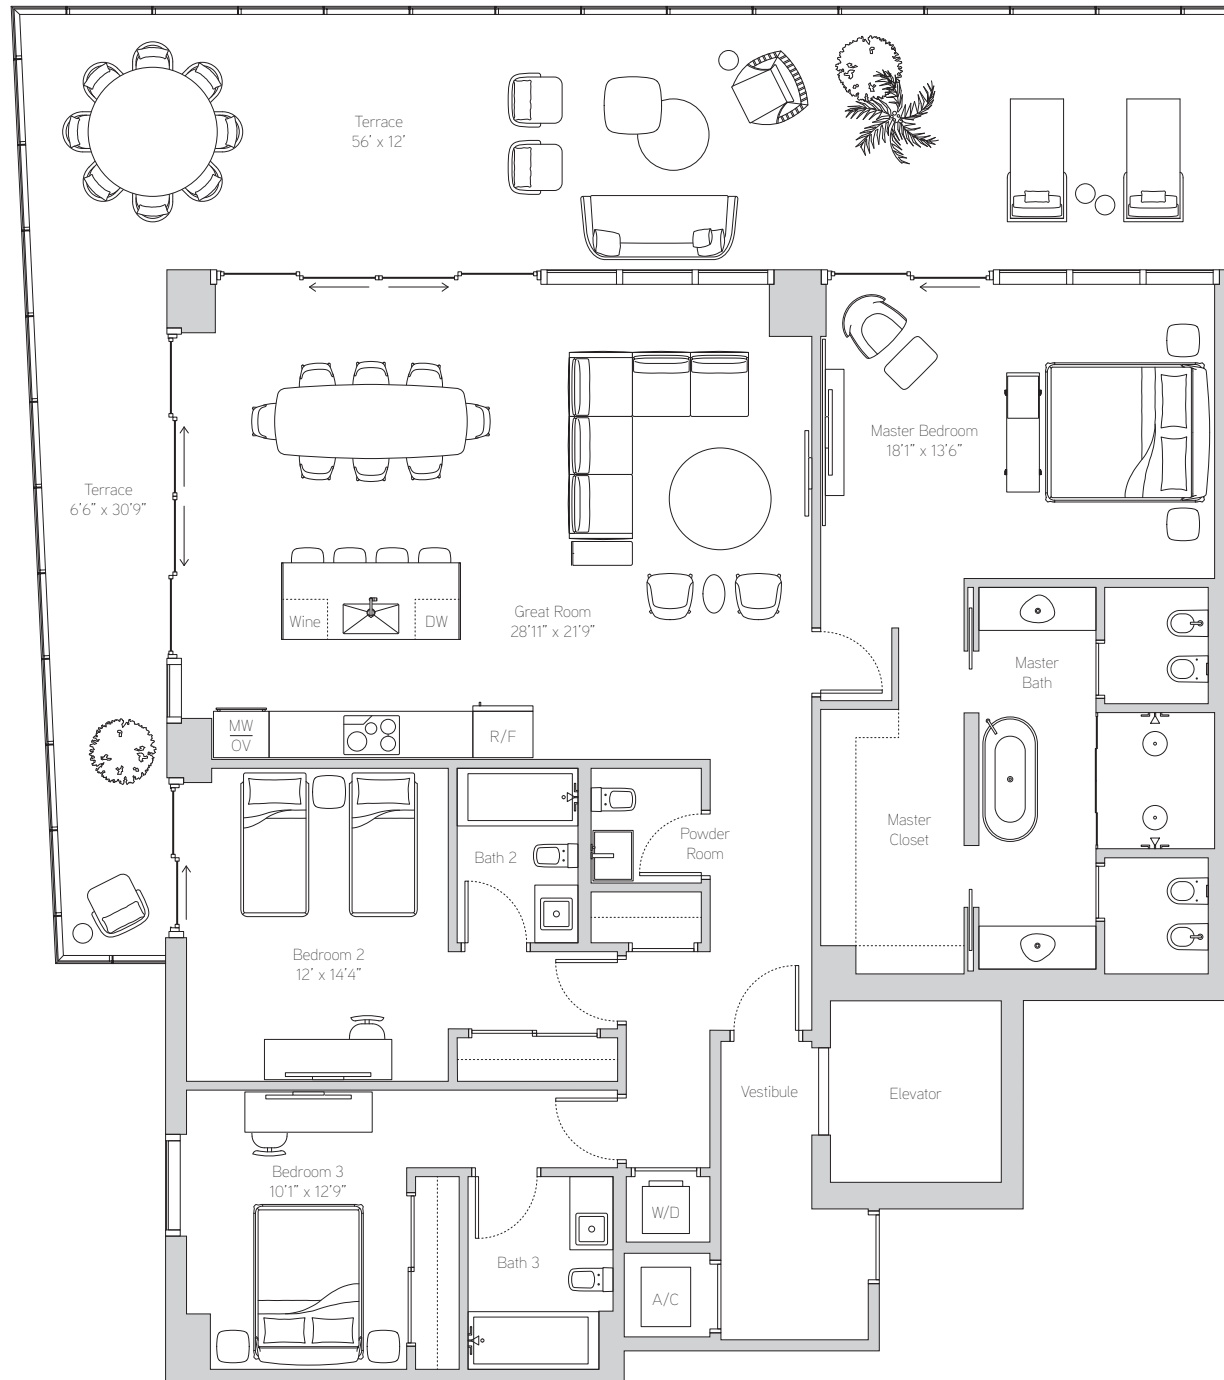 Terrace
56' x 12'
Master Bedroom
18'1" x 13'6"
Terrace
6'6" x 30'9"
Great Room
28'11" x 21'9"
Wine
DW
Master
Bath
MW
OV
R/F
Master
Closet
Powder
Room
Bath 2
Bedroom 2
12' x 14'4"
Vestibule
Elevator
Bedroom 3
10'1" x 12'9"
W/D
Bath 3
A/C